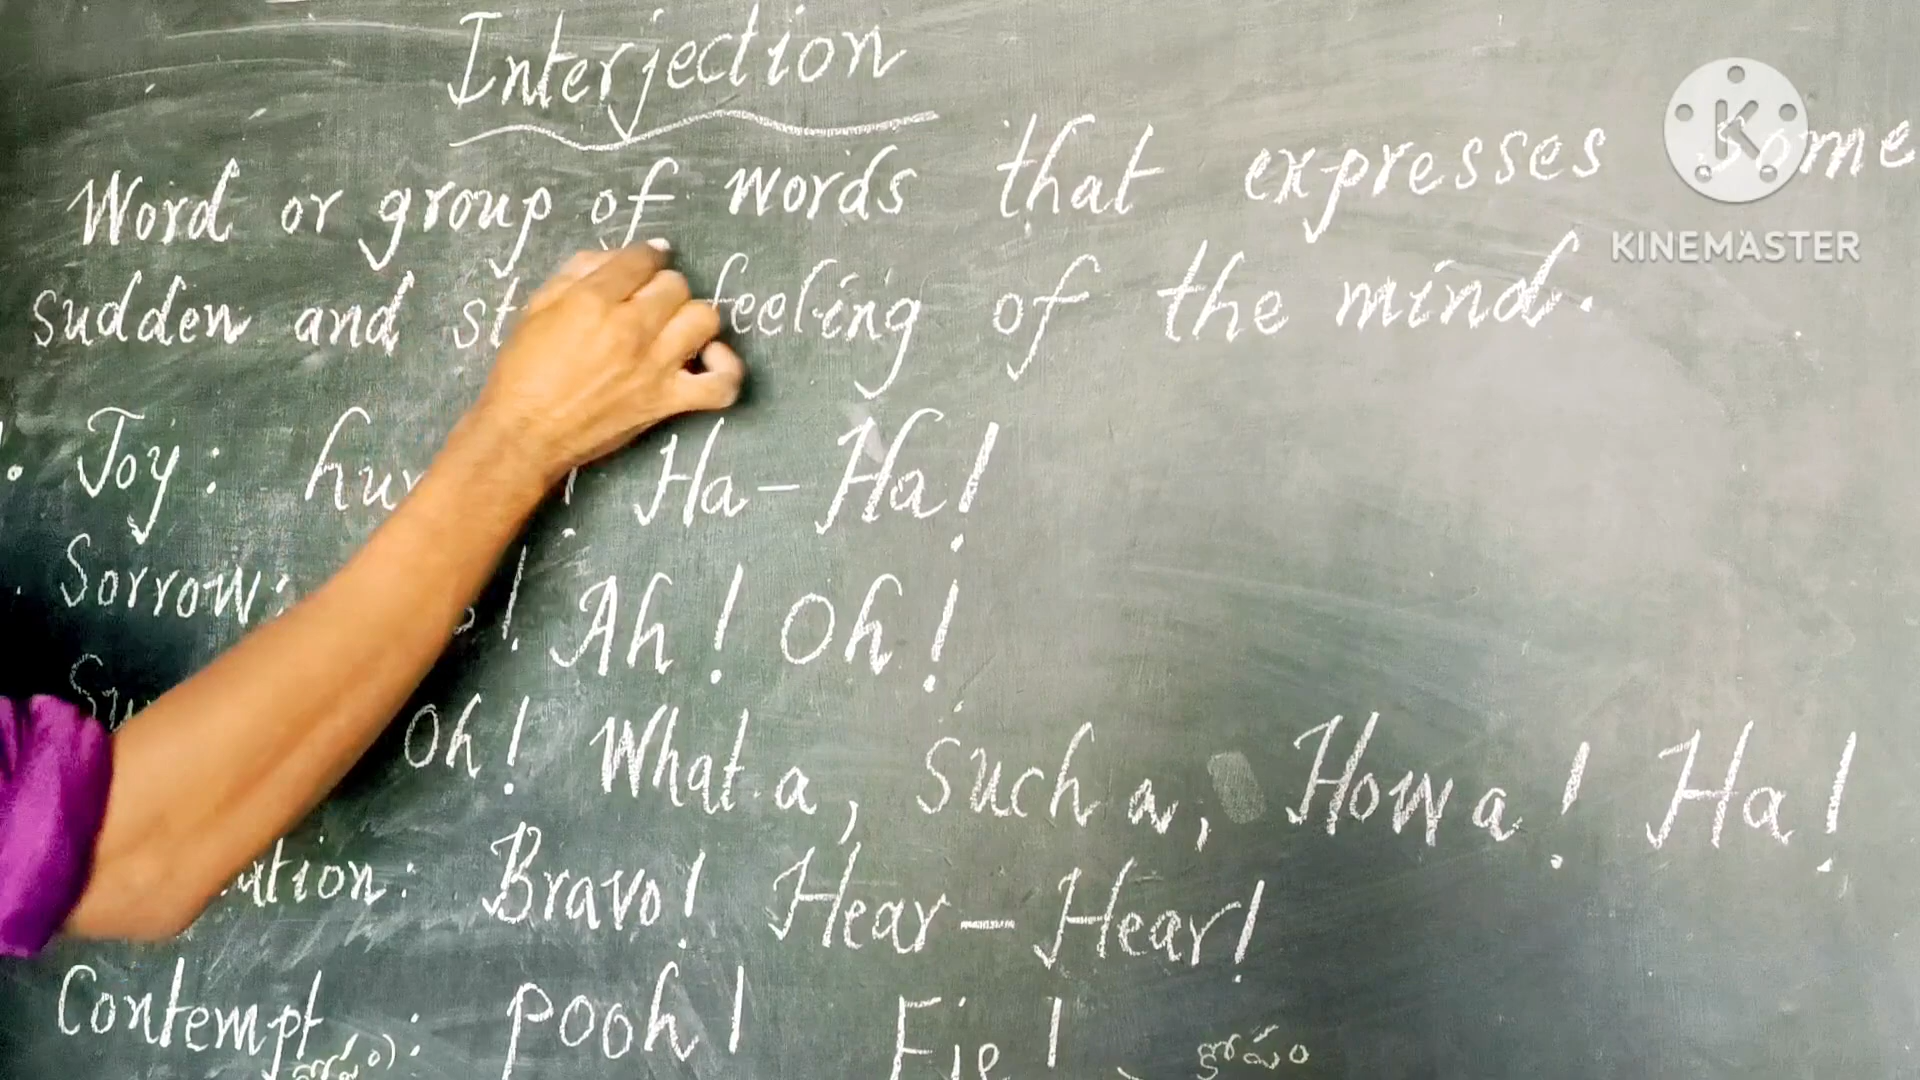 Interjection
Word or group of words that expresses some
sudden and feeling of the mind.
Joy: Ha-Ha!
Sorrow: Ah! Oh!
Oh! What a, such a, How a! Ha!
Bravo! Hear-Hear!
Contempt: pooh! Fie!
కోపం
KINEMASTER